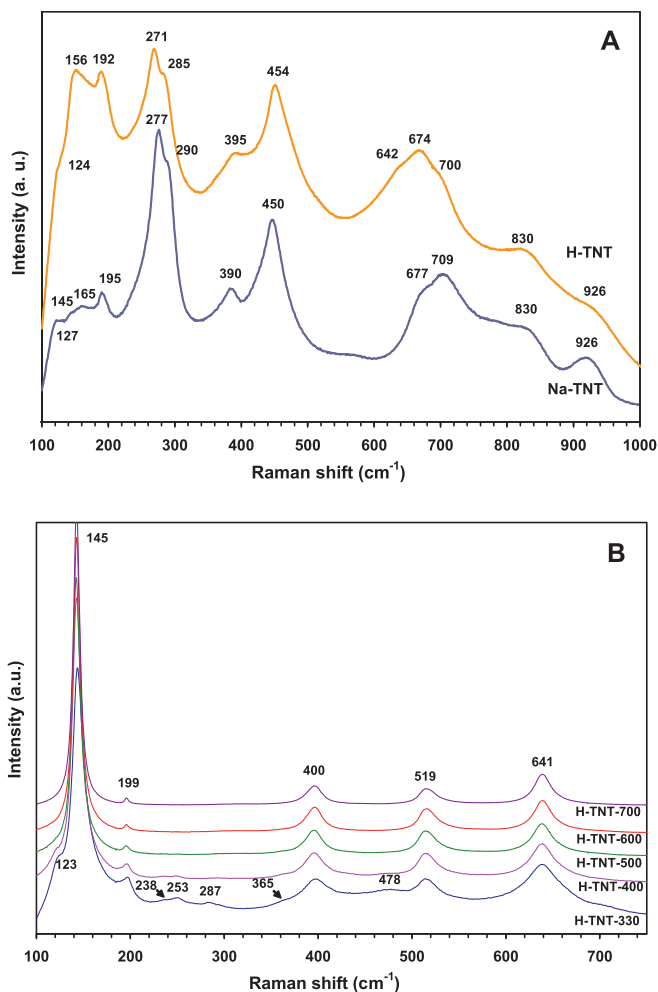 A
271
156 192
285
277
454
395
290
642 674
700
124
450
830
H-TNT
709
195
677
165
390
145
830
926
127
926
Na-TNT
Intensity (a. u.)
100 200 300 400 500 600 700 800 900 1000
Raman shift (cm-1)
145
B
199
400
519
641
H-TNT-700
H-TNT-600
H-TNT-500
123
H-TNT-400
238 253 287
365
478
H-TNT-330
Intensity (a.u.)
100 200 300 400 500 600 700
Raman shift (cm-1)